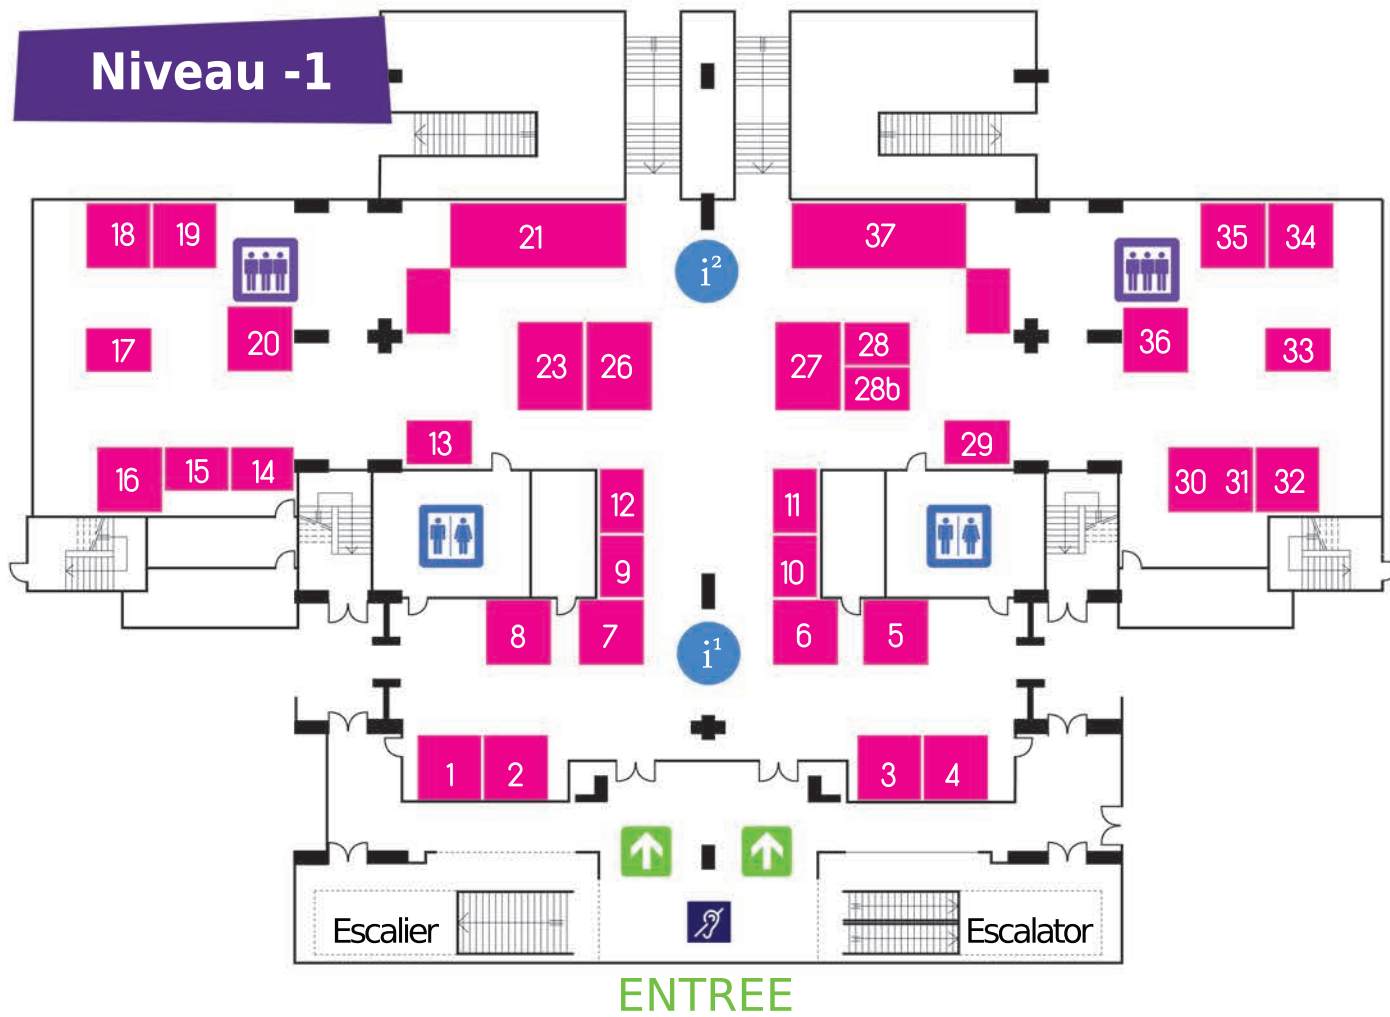 Niveau -1
18 19 21 37 35 34
i²
17 20 23 26 27 28 36 33
28b
13 29
16 15 14 30 31 32
12 11
9 10
8 7 i¹ 6 5
1 2 3 4
Escalier Escalator
ENTREE